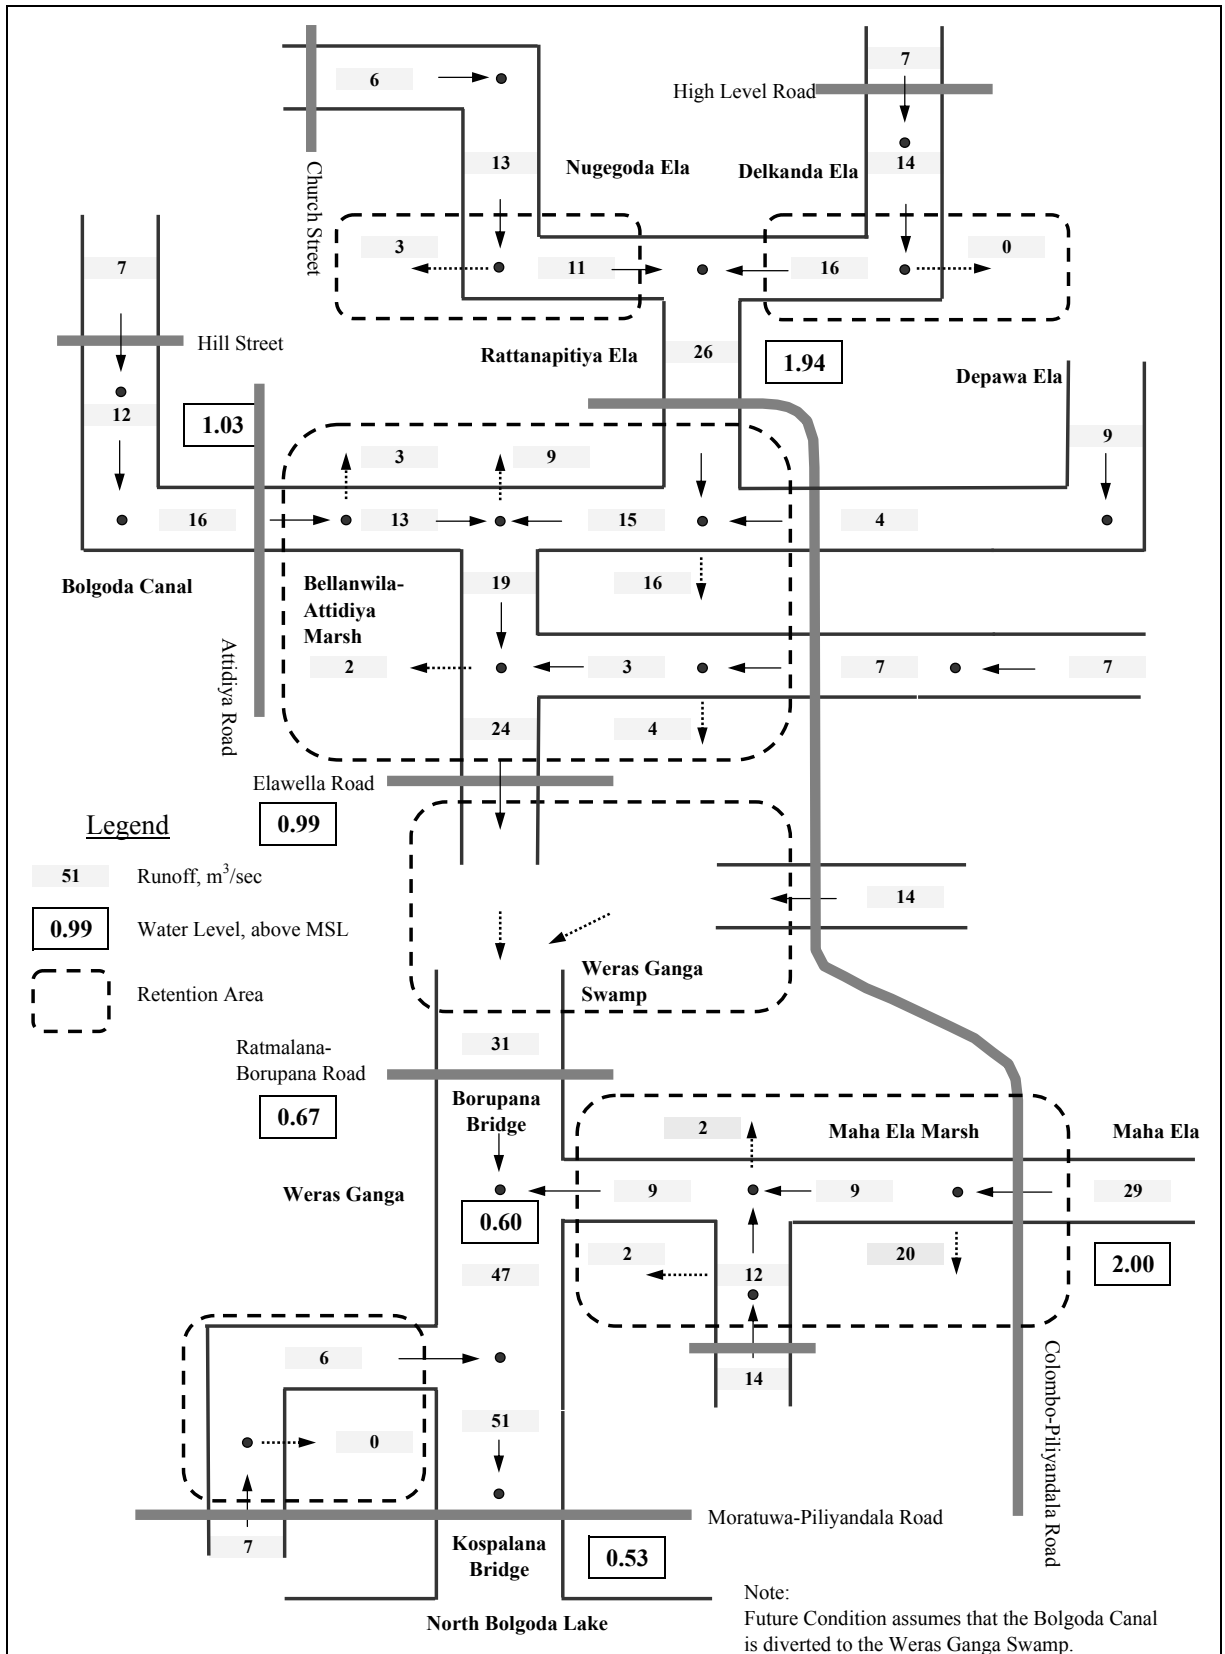 7
6
High Level Road
13
Nugegoda Ela
Delkanda Ela
14
Church Street
3
11
16
0
7
Hill Street
Rattanapitiya Ela
26
1.94
Depawa Ela
12
1.03
3
9
9
16
13
15
4
Bolgoda Canal
Bellanwila-
Attidiya
Marsh
19
16
Attidiya Road
2
3
7
7
24
4
Elawella Road
0.99
Legend
51
Runoff, m³/sec
14
0.99
Water Level, above MSL
Weras Ganga
Swamp
Retention Area
31
Ratmalana-
Borupana Road
0.67
Borupana
Bridge
2
Maha Ela Marsh
Maha Ela
Weras Ganga
9
9
29
0.60
2
20
2.00
47
12
6
14
Colombo-Piliyandala Road
51
0
Moratuwa-Piliyandala Road
7
Kospalana
Bridge
0.53
North Bolgoda Lake
Note:
Future Condition assumes that the Bolgoda Canal
is diverted to the Weras Ganga Swamp.